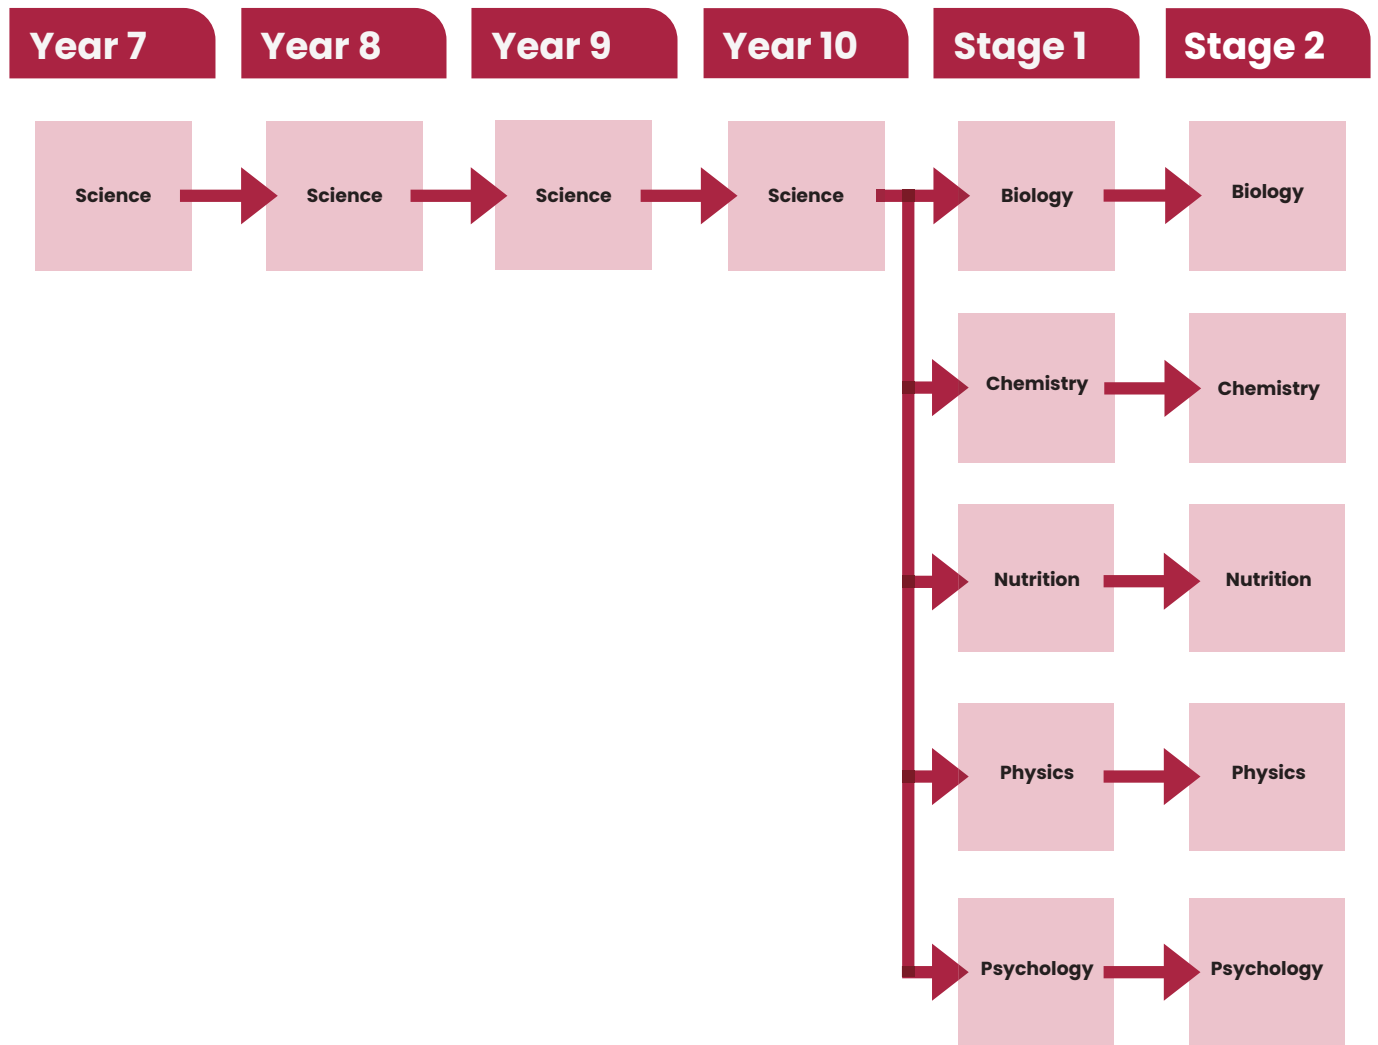 Year 7
Year 8
Year 9
Year 10
Stage 1
Stage 2
Science
Science
Science
Science
Biology
Biology
Chemistry
Chemistry
Nutrition
Nutrition
Physics
Physics
Psychology
Psychology